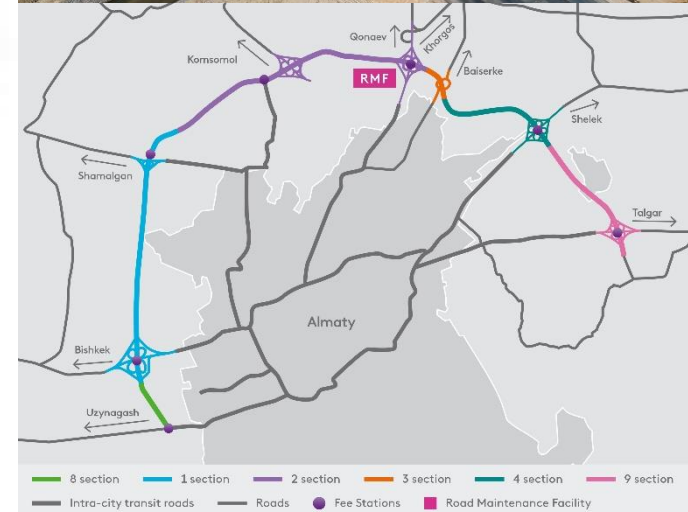 Qonaev
Khorgos
Komsomol
RMF
Baiserke
Shelek
Shamalgan
Talgar
Almaty
Bishkek
Uzynagash
8 section
1 section
2 section
3 section
4 section
9 section
Intra-city transit roads
Roads
Fee Stations
Road Maintenance Facility